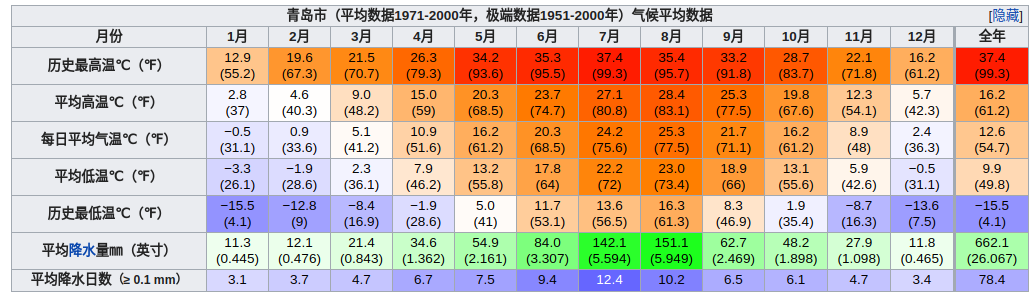 青岛市（平均数据1971-2000年，极端数据1951-2000年）气候平均数据 [隐藏]
月份 1月 2月 3月 4月 5月 6月 7月 8月 9月 10月 11月 12月 全年
历史最高温℃（℉） 12.9 19.6 21.5 26.3 34.2 35.3 37.4 35.4 33.2 28.7 22.1 16.2 37.4
(55.2) (67.3) (70.7) (79.3) (93.6) (95.5) (99.3) (95.7) (91.8) (83.7) (71.8) (61.2) (99.3)
平均高温℃（℉） 2.8 4.6 9.0 15.0 20.3 23.7 27.1 28.4 25.3 19.8 12.3 5.7 16.2
(37) (40.3) (48.2) (59) (68.5) (74.7) (80.8) (83.1) (77.5) (67.6) (54.1) (42.3) (61.2)
每日平均气温℃（℉） −0.5 0.9 5.1 10.9 16.2 20.3 24.2 25.3 21.7 16.2 8.9 2.4 12.6
(31.1) (33.6) (41.2) (51.6) (61.2) (68.5) (75.6) (77.5) (71.1) (61.2) (48) (36.3) (54.7)
平均低温℃（℉） −3.3 −1.9 2.3 7.9 13.2 17.8 22.2 23.0 18.9 13.1 5.9 −0.5 9.9
(26.1) (28.6) (36.1) (46.2) (55.8) (64) (72) (73.4) (66) (55.6) (42.6) (31.1) (49.8)
历史最低温℃（℉） −15.5 −12.8 −8.4 −1.9 5.0 11.7 13.6 16.3 8.3 1.9 −8.7 −13.6 −15.5
(4.1) (9) (16.9) (28.6) (41) (53.1) (56.5) (61.3) (46.9) (35.4) (16.3) (7.5) (4.1)
平均降水量㎜（英寸） 11.3 12.1 21.4 34.6 54.9 84.0 142.1 151.1 62.7 48.2 27.9 11.8 662.1
(0.445) (0.476) (0.843) (1.362) (2.161) (3.307) (5.594) (5.949) (2.469) (1.898) (1.098) (0.465) (26.067)
平均降水日数（≥ 0.1 mm） 3.1 3.7 4.7 6.7 7.5 9.4 12.4 10.2 6.5 6.1 4.7 3.4 78.4